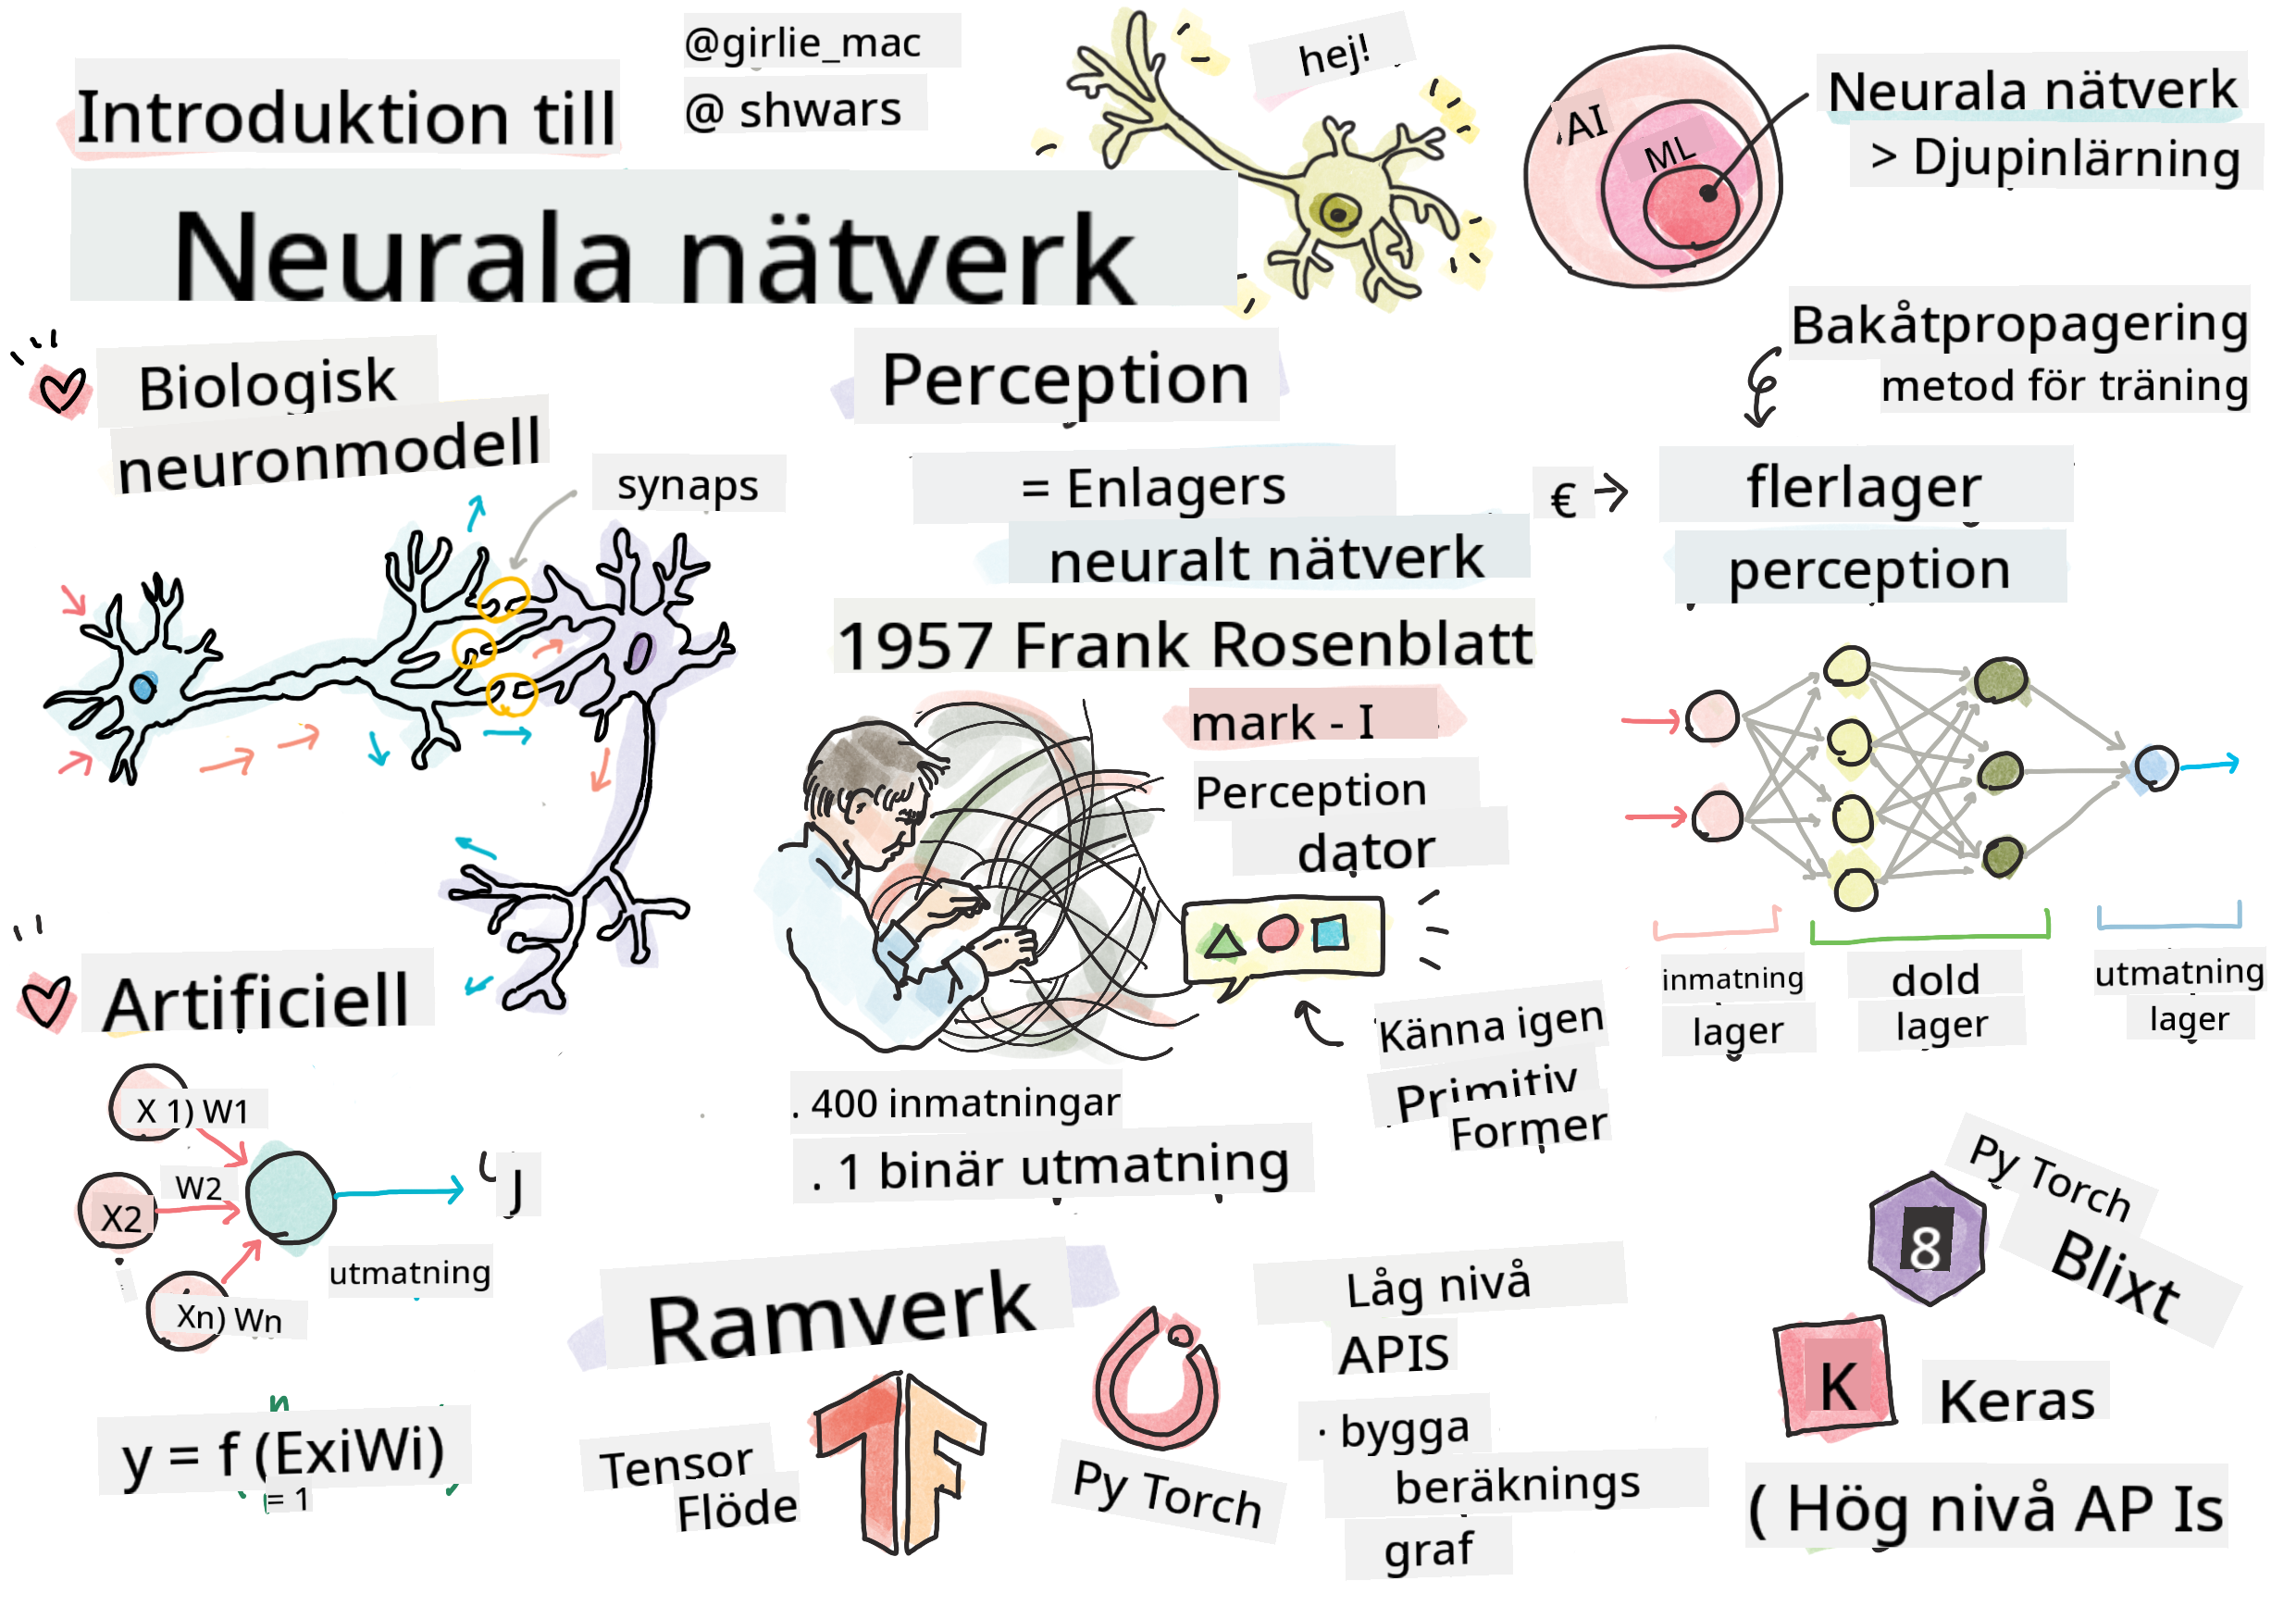 Introduktion till
Neurala nätverk
@girlie_mac
@ shwars
hej!
AI
ML
Neurala nätverk
> Djupinlärning
Biologisk
neuronmodell
synaps
Perception
= Enlagers
neuralt nätverk
1957 Frank Rosenblatt
mark - I
Perception
dator
Känna igen
Primitiv
Former
. 400 inmatningar
. 1 binär utmatning
Bakåtpropagering
metod för träning
€
flerlager
perception
inmatning
lager
dold
lager
utmatning
lager
Artificiell
X 1) W1
W2
X2
Xn) Wn
J
utmatning
n
y = f (ExiWi)
= 1
Ramverk
Tensor
Flöde
Py Torch
Låg nivå
APIS
· bygga
beräknings
graf
Py Torch
Blixt
8
K
Keras
( Hög nivå AP Is